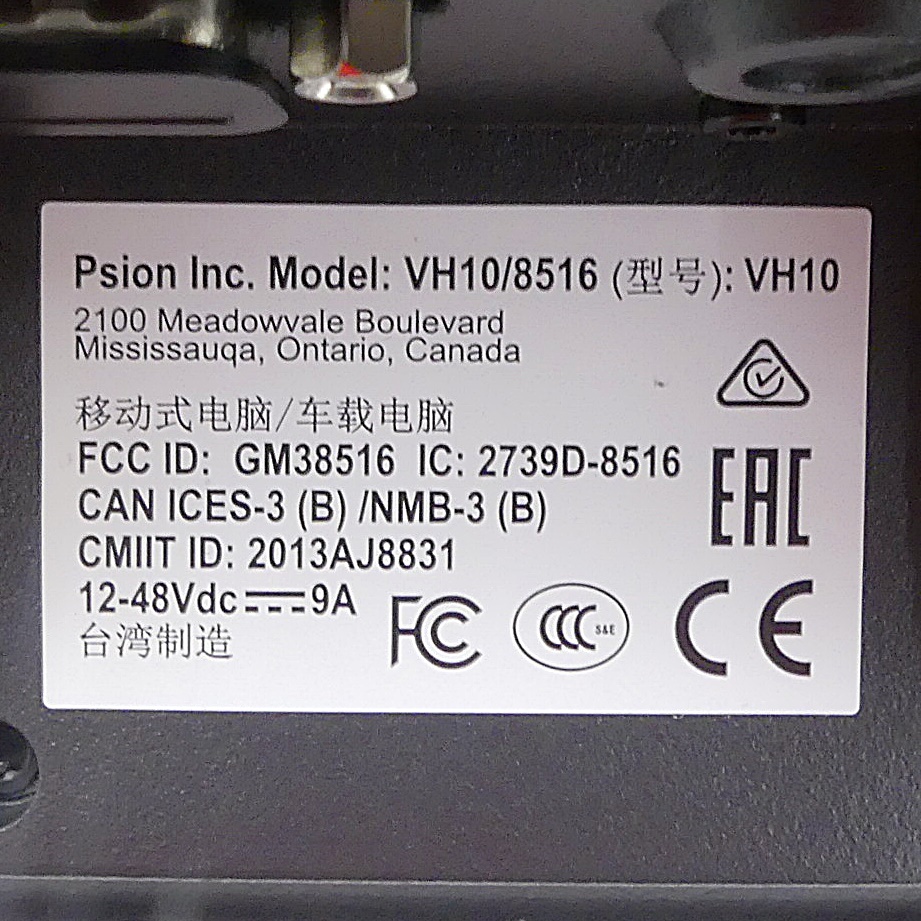 Psion Inc. Model: VH10/8516 (型号): VH10
2100 Meadowvale Boulevard
Mississauqa, Ontario, Canada
移动式电脑/车载电脑
FCC ID: GM38516 IC: 2739D-8516
CAN ICES-3 (B) /NMB-3 (B)
CMIIT ID: 2013AJ8831
12-48Vdc⎓9A
台湾制造
EAC
FC
CCC S&E
CE